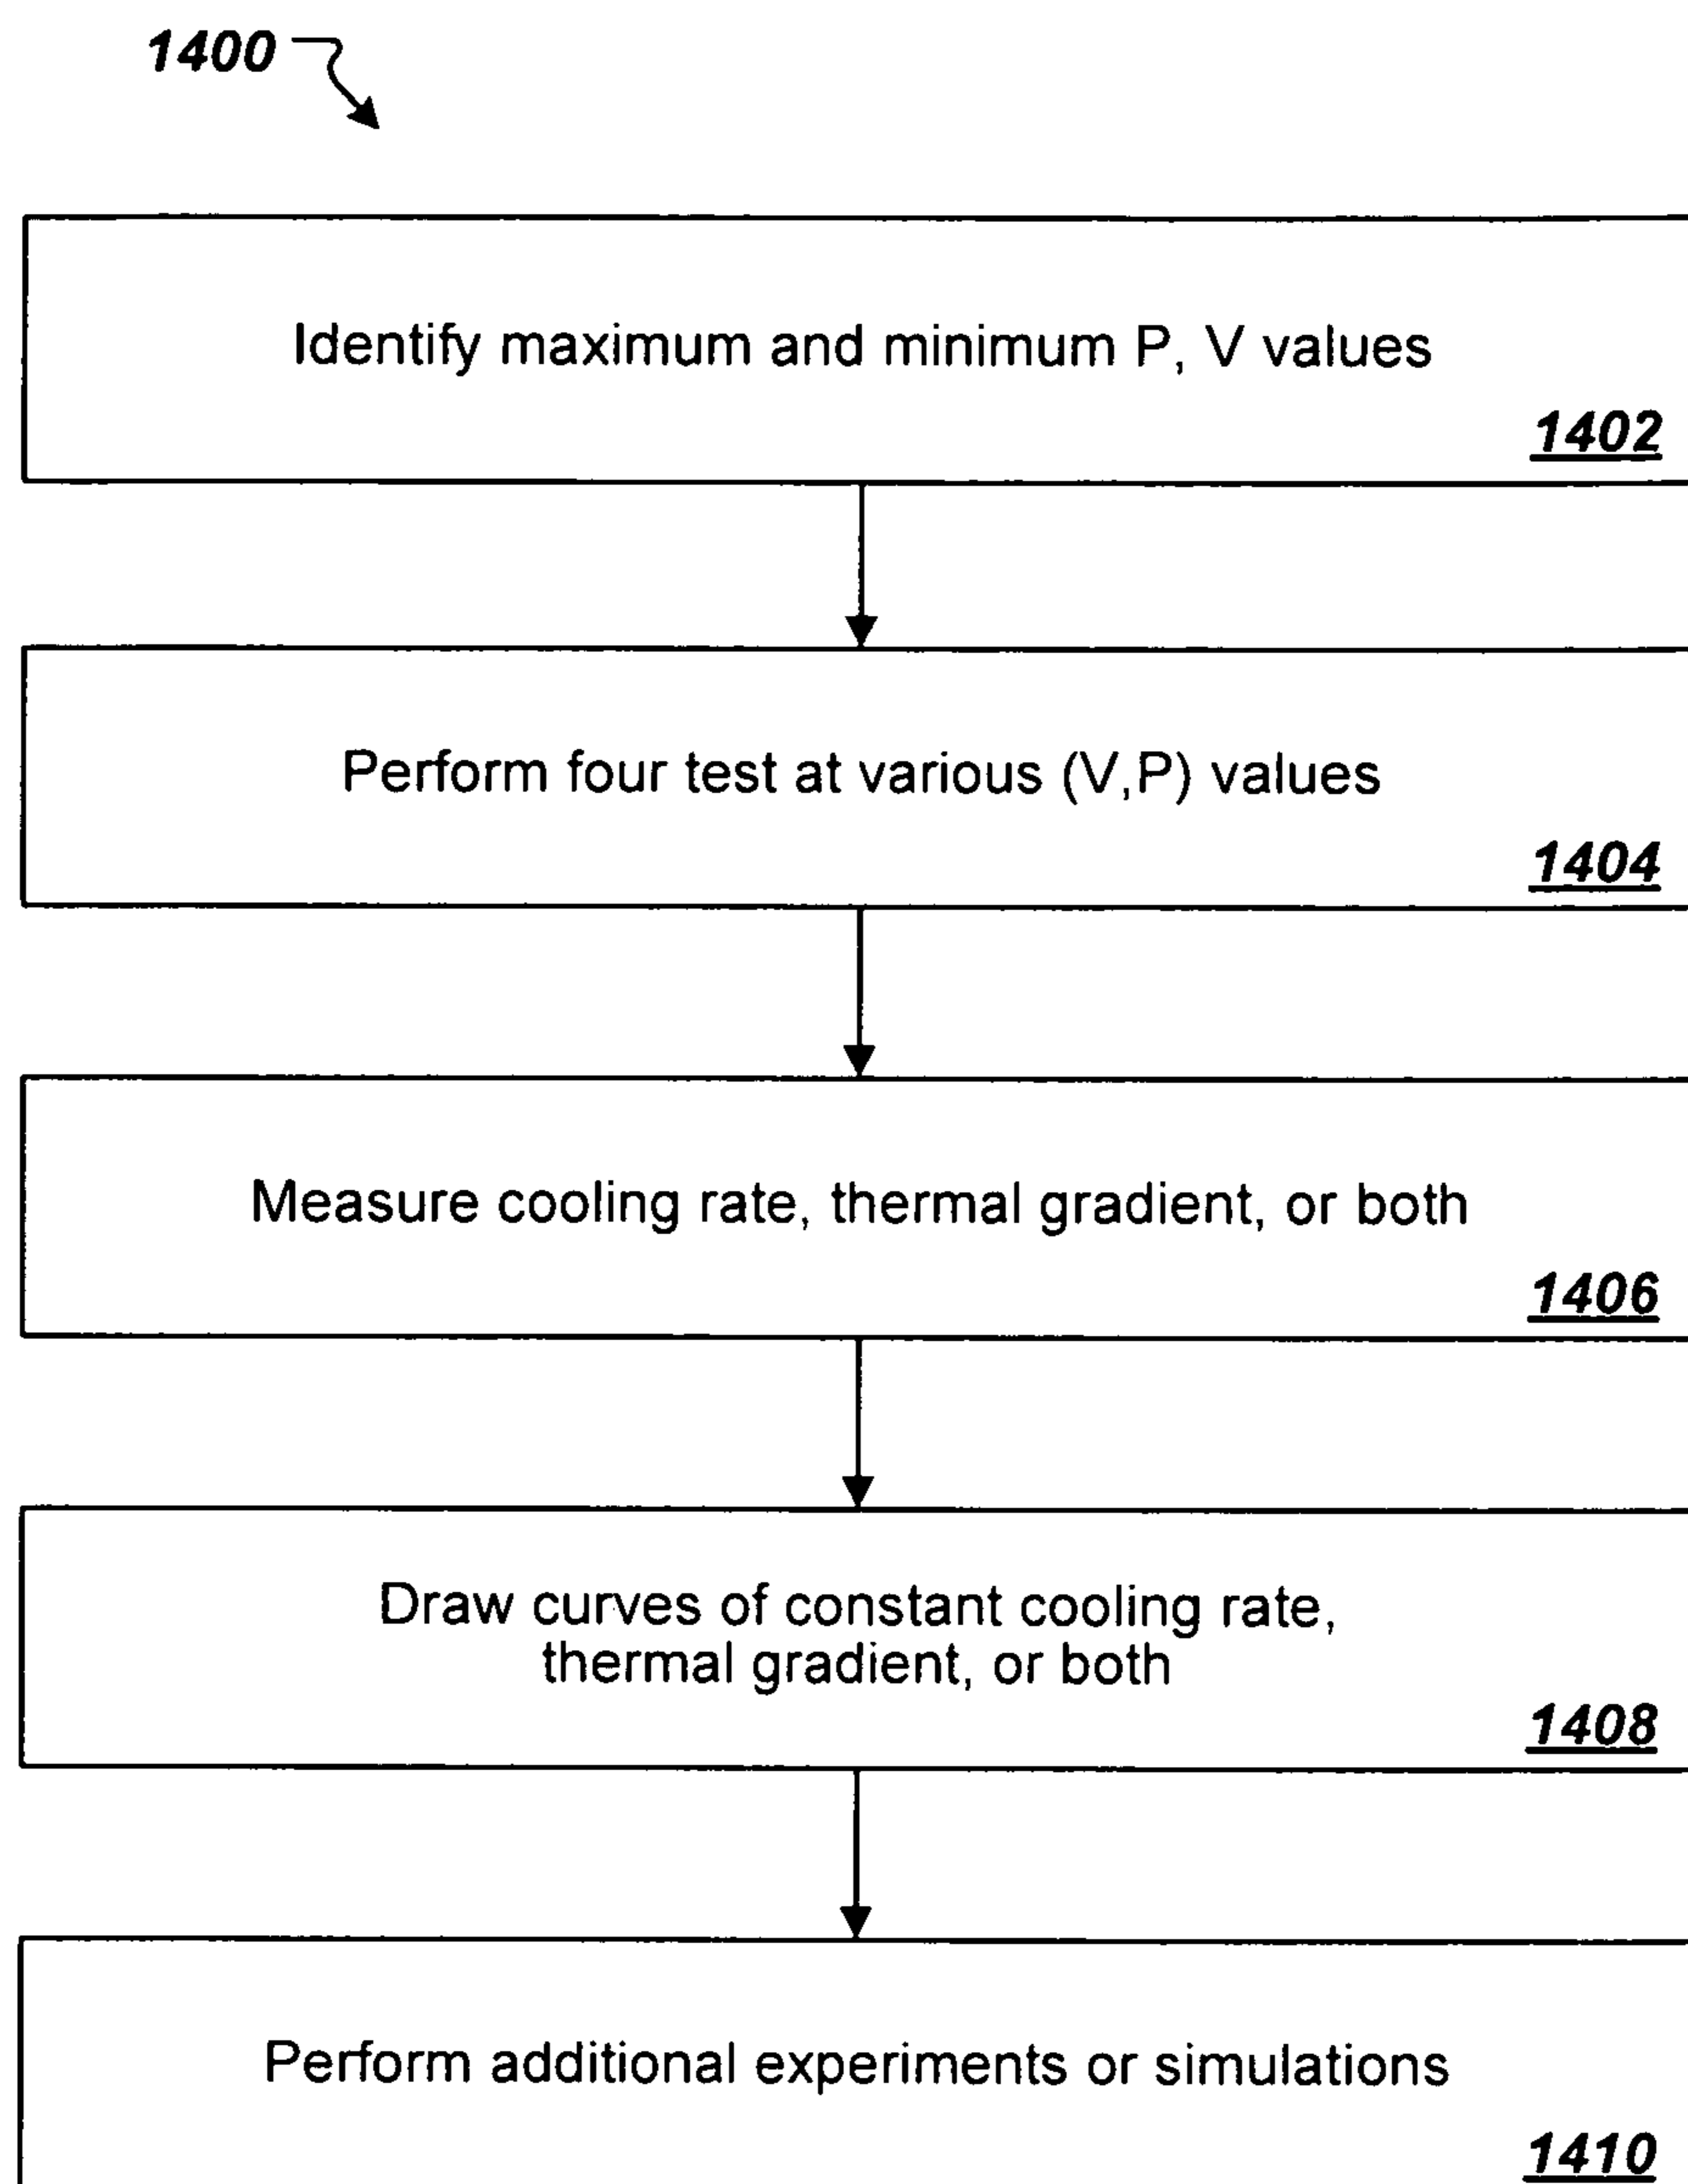 1400
Identify maximum and minimum P, V values
1402
Perform four test at various (V,P) values
1404
Measure cooling rate, thermal gradient, or both
1406
Draw curves of constant cooling rate,
thermal gradient, or both
1408
Perform additional experiments or simulations
1410